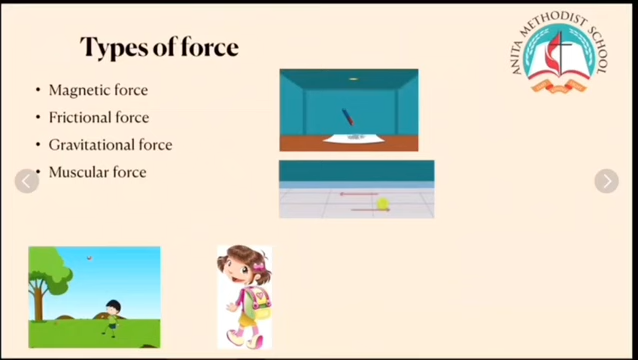 Types of force
ANITA METHODIST SCHOOL
• Magnetic force
• Frictional force
• Gravitational force
• Muscular force